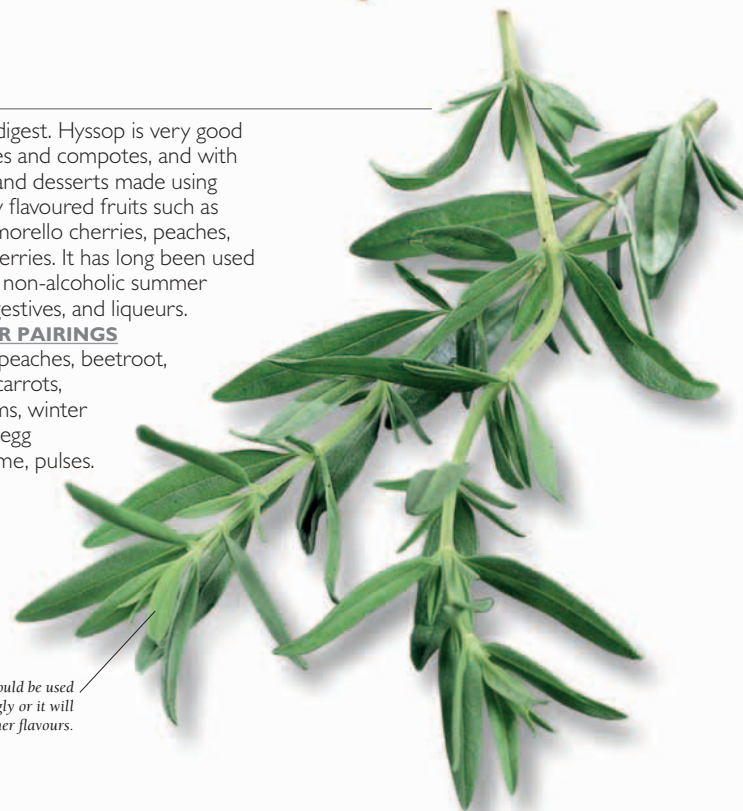 digest. Hyssop is very good
es and compotes, and with
and desserts made using
y flavoured fruits such as
morello cherries, peaches,
erries. It has long been used
non-alcoholic summer
gestives, and liqueurs.
R PAIRINGS
peaches, beetroot,
carrots,
ms, winter
egg
me, pulses.
ould be used
gly or it will
her flavours.